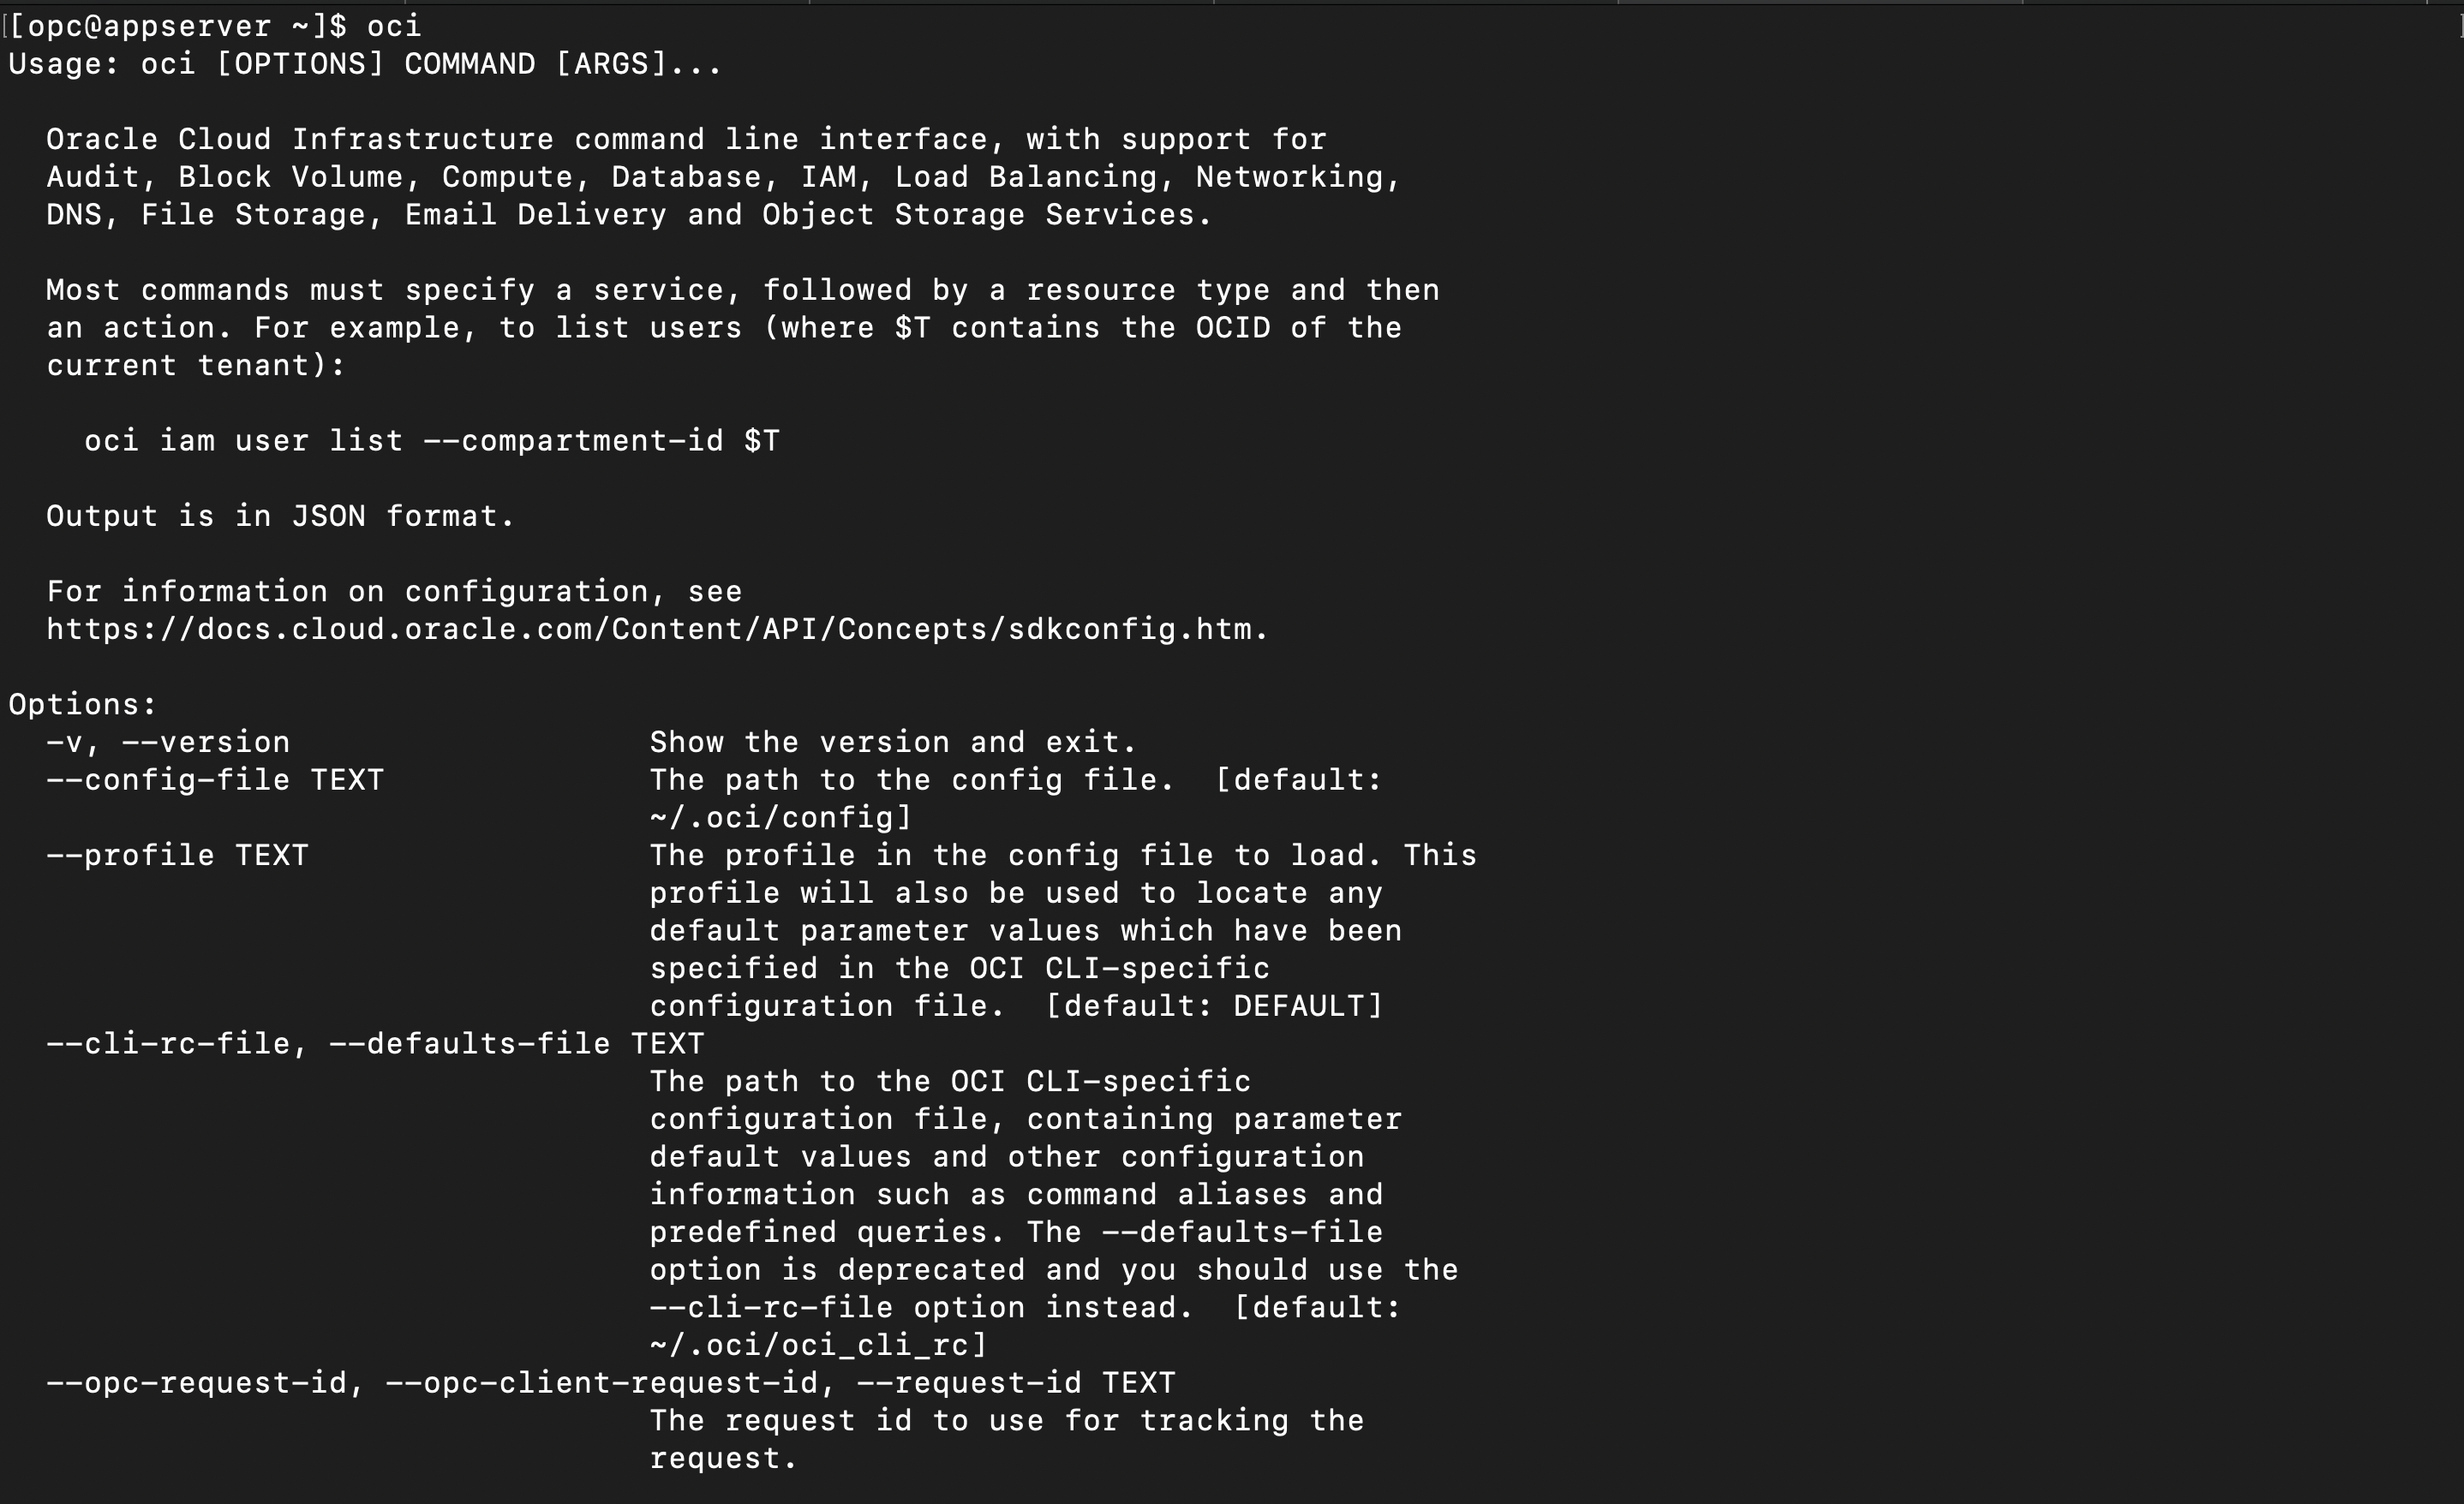 [[opc@appserver ~]$ oci ]
Usage: oci [OPTIONS] COMMAND [ARGS]...
Oracle Cloud Infrastructure command line interface, with support for
Audit, Block Volume, Compute, Database, IAM, Load Balancing, Networking,
DNS, File Storage, Email Delivery and Object Storage Services.
Most commands must specify a service, followed by a resource type and then
an action. For example, to list users (where $T contains the OCID of the
current tenant):
oci iam user list --compartment-id $T
Output is in JSON format.
For information on configuration, see
https://docs.cloud.oracle.com/Content/API/Concepts/sdkconfig.htm.
Options:
-v, --version Show the version and exit.
--config-file TEXT The path to the config file. [default:
~/.oci/config]
--profile TEXT The profile in the config file to load. This
profile will also be used to locate any
default parameter values which have been
specified in the OCI CLI-specific
configuration file. [default: DEFAULT]
--cli-rc-file, --defaults-file TEXT
The path to the OCI CLI-specific
configuration file, containing parameter
default values and other configuration
information such as command aliases and
predefined queries. The --defaults-file
option is deprecated and you should use the
--cli-rc-file option instead. [default:
~/.oci/oci_cli_rc]
--opc-request-id, --opc-client-request-id, --request-id TEXT
The request id to use for tracking the
request.